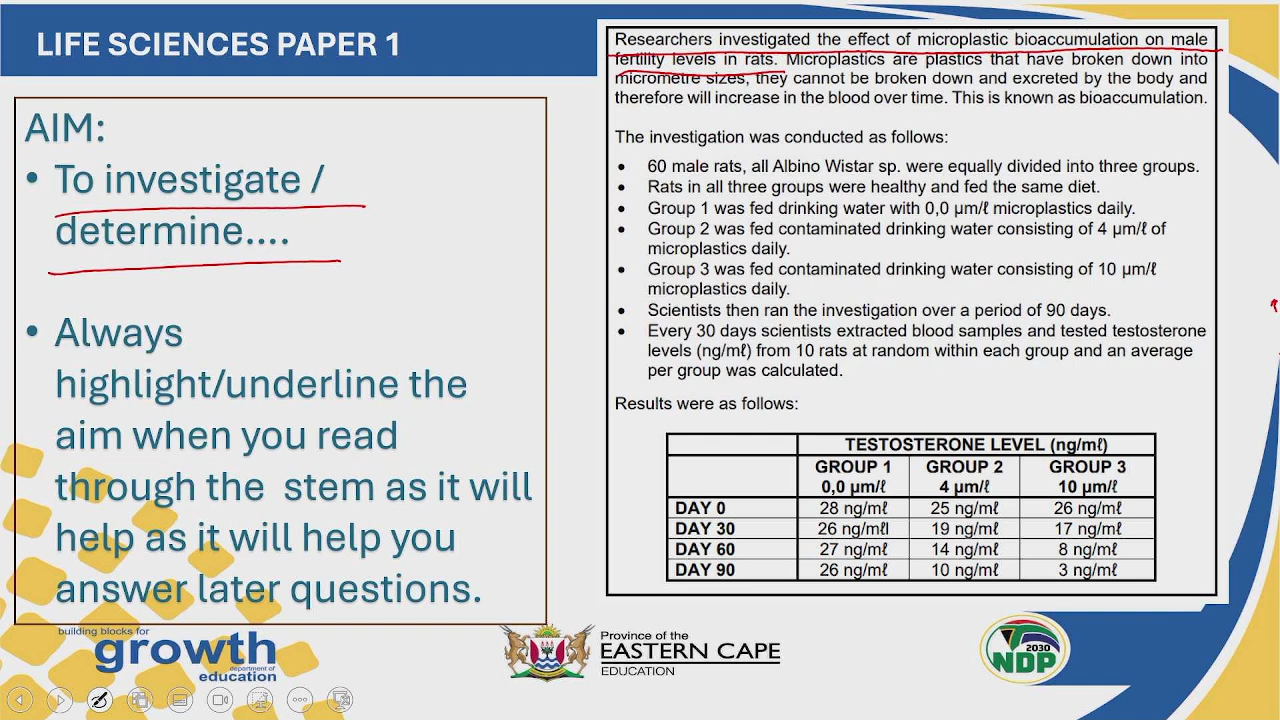 LIFE SCIENCES PAPER 1
AIM:
• To investigate /
determine....
• Always
highlight/underline the
aim when you read
through the stem as it will
help as it will help you
answer later questions.
Researchers investigated the effect of microplastic bioaccumulation on male
fertility levels in rats. Microplastics are plastics that have broken down into
micrometre sizes, they cannot be broken down and excreted by the body and
therefore will increase in the blood over time. This is known as bioaccumulation.
The investigation was conducted as follows:
• 60 male rats, all Albino Wistar sp. were equally divided into three groups.
• Rats in all three groups were healthy and fed the same diet.
• Group 1 was fed drinking water with 0,0 µm/ℓ microplastics daily.
• Group 2 was fed contaminated drinking water consisting of 4 µm/ℓ of
microplastics daily.
• Group 3 was fed contaminated drinking water consisting of 10 µm/ℓ
microplastics daily.
• Scientists then ran the investigation over a period of 90 days.
• Every 30 days scientists extracted blood samples and tested testosterone
levels (ng/mℓ) from 10 rats at random within each group and an average
per group was calculated.
Results were as follows:
TESTOSTERONE LEVEL (ng/mℓ)
GROUP 1 GROUP 2 GROUP 3
0,0 µm/ℓ 4 µm/ℓ 10 µm/ℓ
DAY 0 28 ng/mℓ 25 ng/mℓ 26 ng/mℓ
DAY 30 26 ng/mℓl 19 ng/mℓ 17 ng/mℓ
DAY 60 27 ng/mℓ 14 ng/mℓ 8 ng/mℓ
DAY 90 26 ng/mℓ 10 ng/mℓ 3 ng/mℓ
building blocks for
growth
department of
education
Province of the
EASTERN CAPE
EDUCATION
2030
NDP